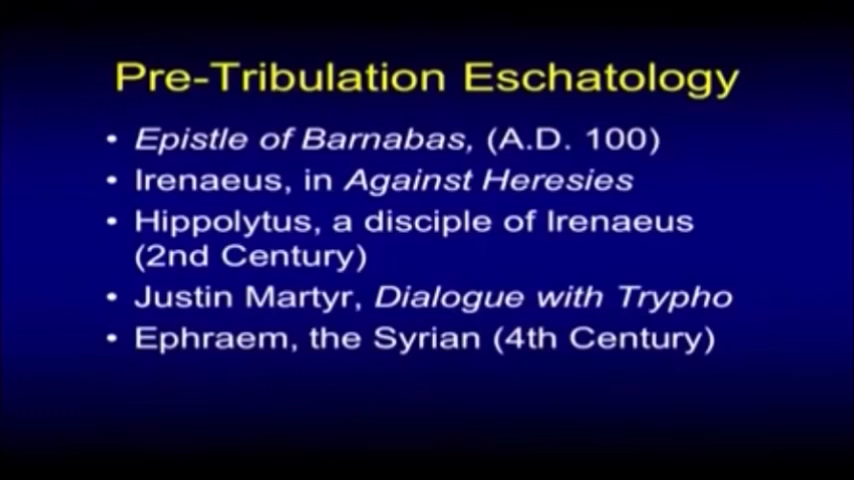 Pre-Tribulation Eschatology
• Epistle of Barnabas, (A.D. 100)
• Irenaeus, in Against Heresies
• Hippolytus, a disciple of Irenaeus
(2nd Century)
• Justin Martyr, Dialogue with Trypho
• Ephraem, the Syrian (4th Century)